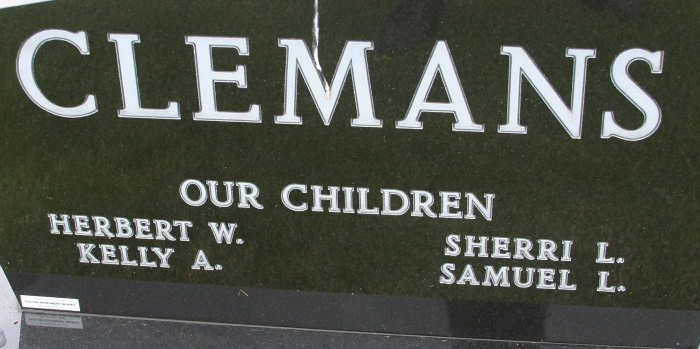 CLEMANS
OUR CHILDREN
HERBERT W.
KELLY A.
SHERRI L.
SAMUEL L.